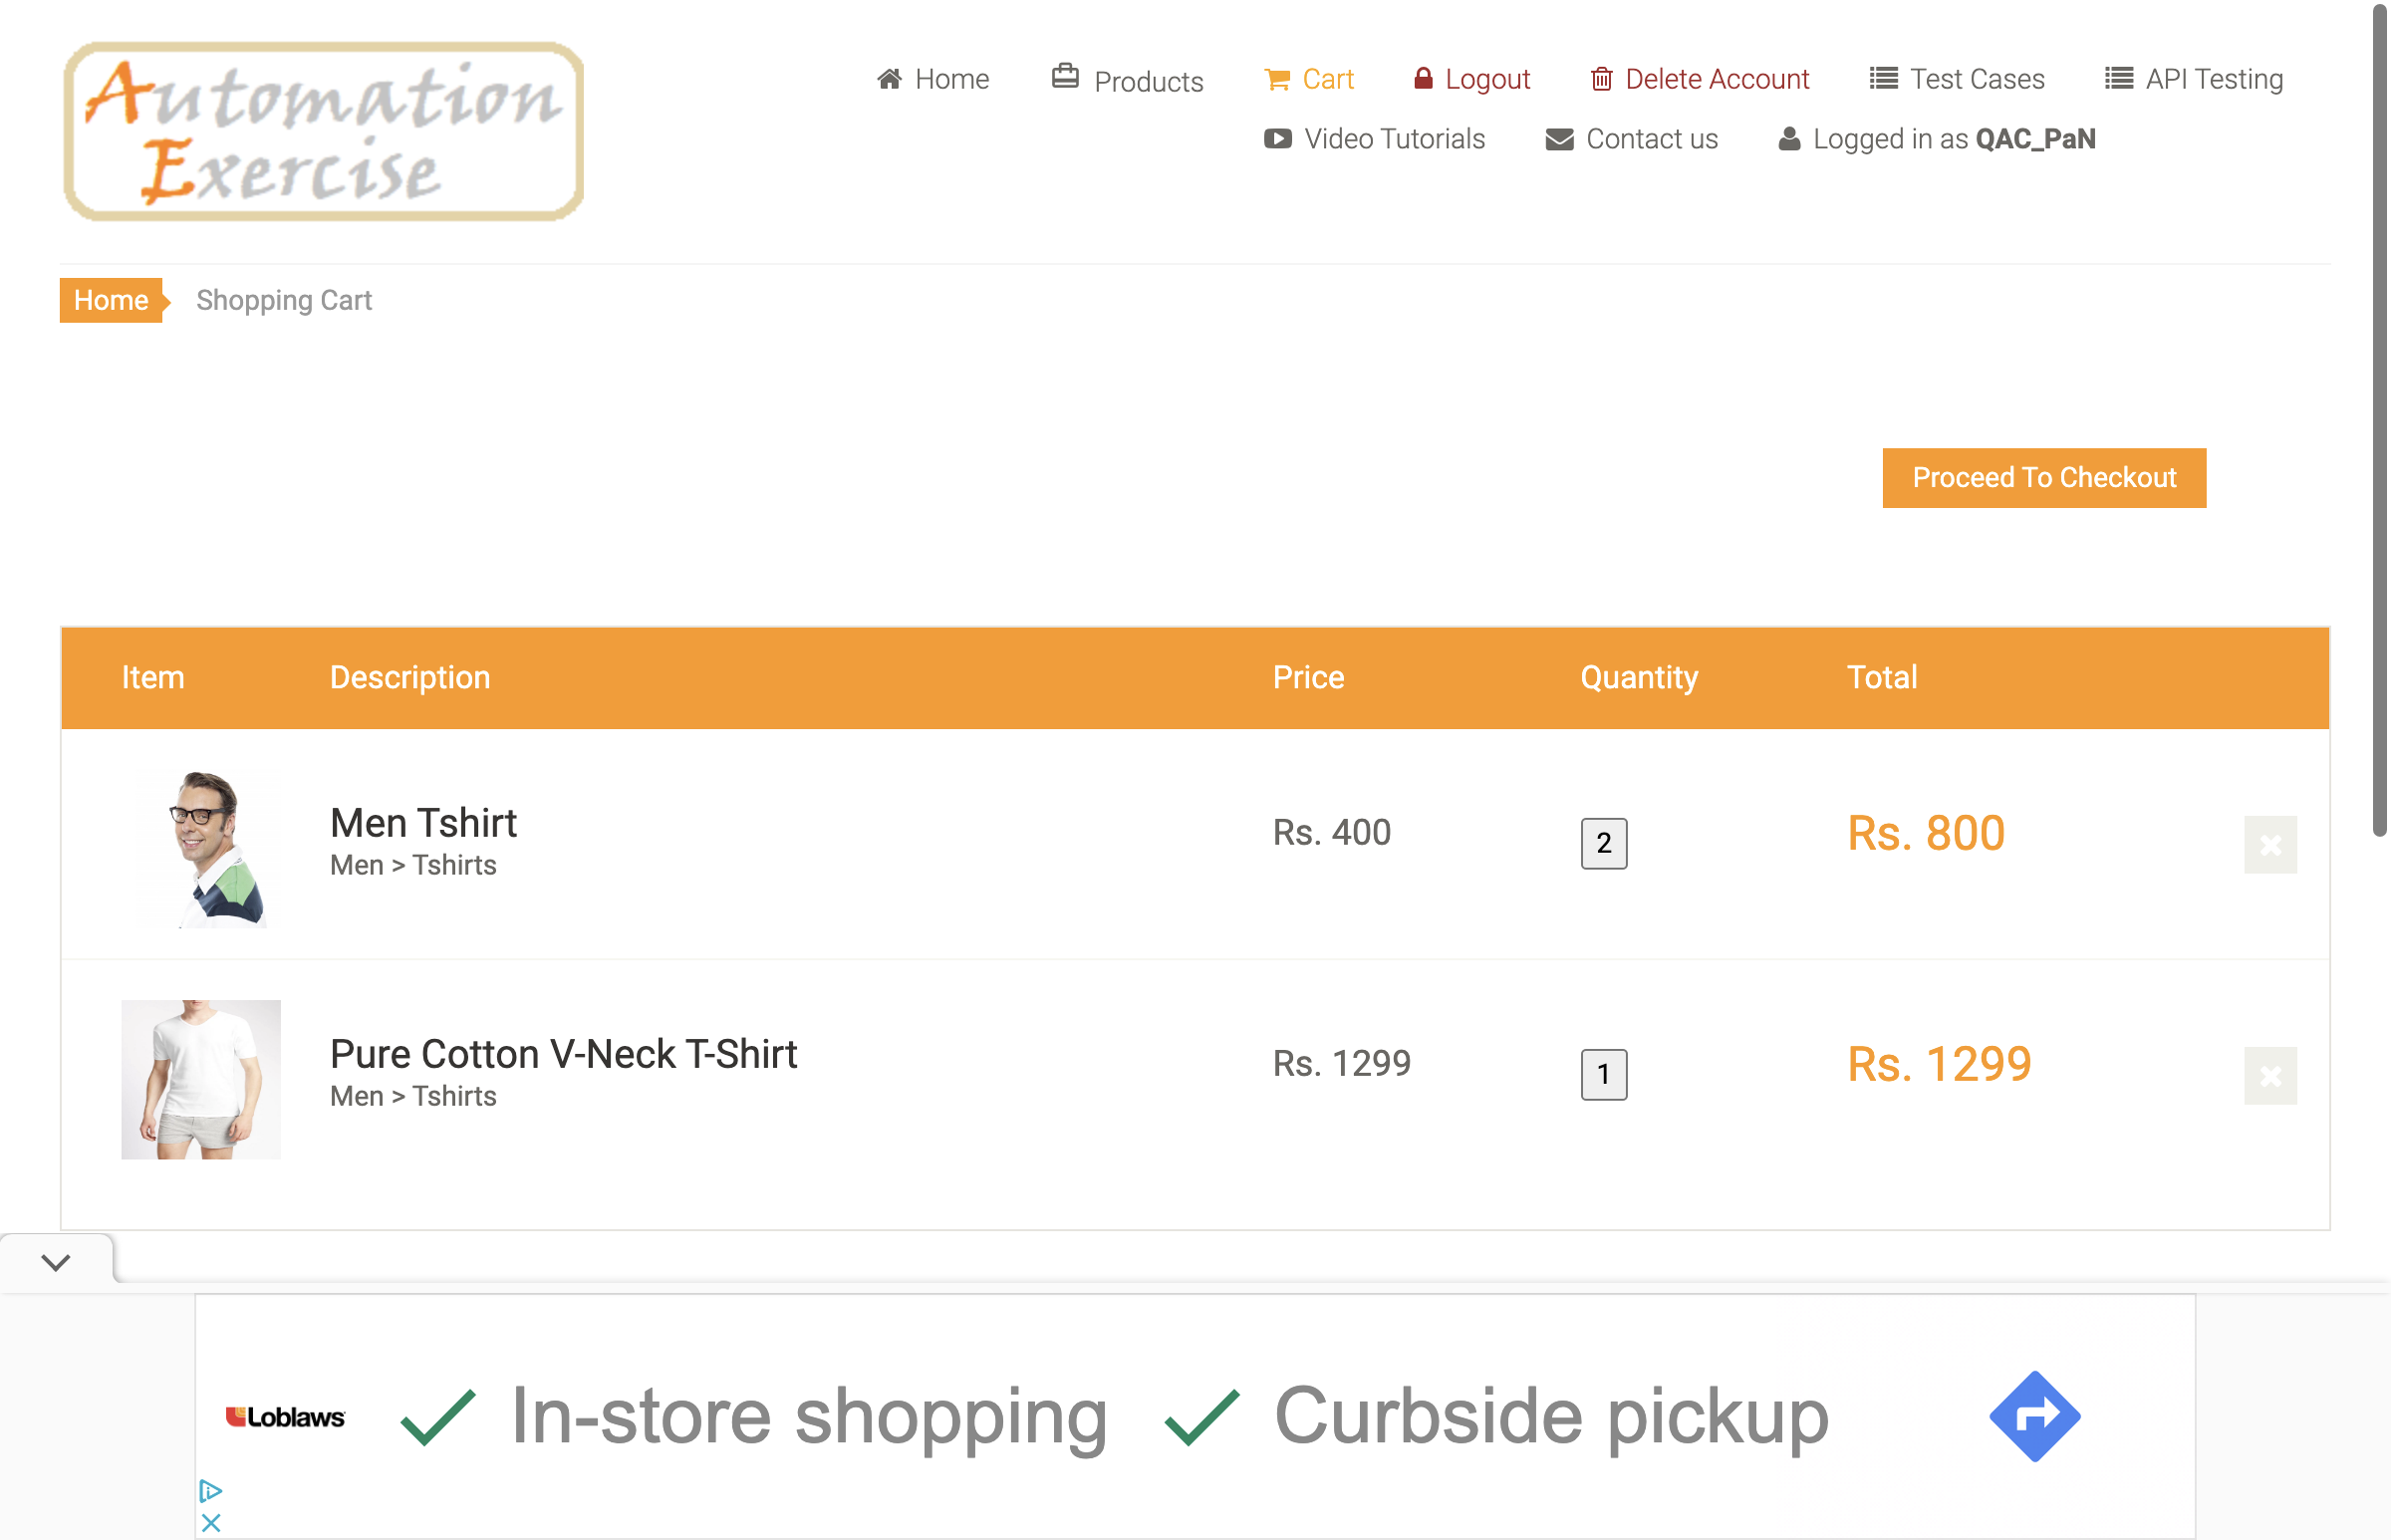 Automation
Exercise
Home Products Cart Logout Delete Account Test Cases API Testing
Video Tutorials Contact us Logged in as QAC_PaN
Home Shopping Cart
Proceed To Checkout
Item Description Price Quantity Total
Men Tshirt
Men > Tshirts
Rs. 400 2 Rs. 800
Pure Cotton V-Neck T-Shirt
Men > Tshirts
Rs. 1299 1 Rs. 1299
Loblaws In-store shopping Curbside pickup